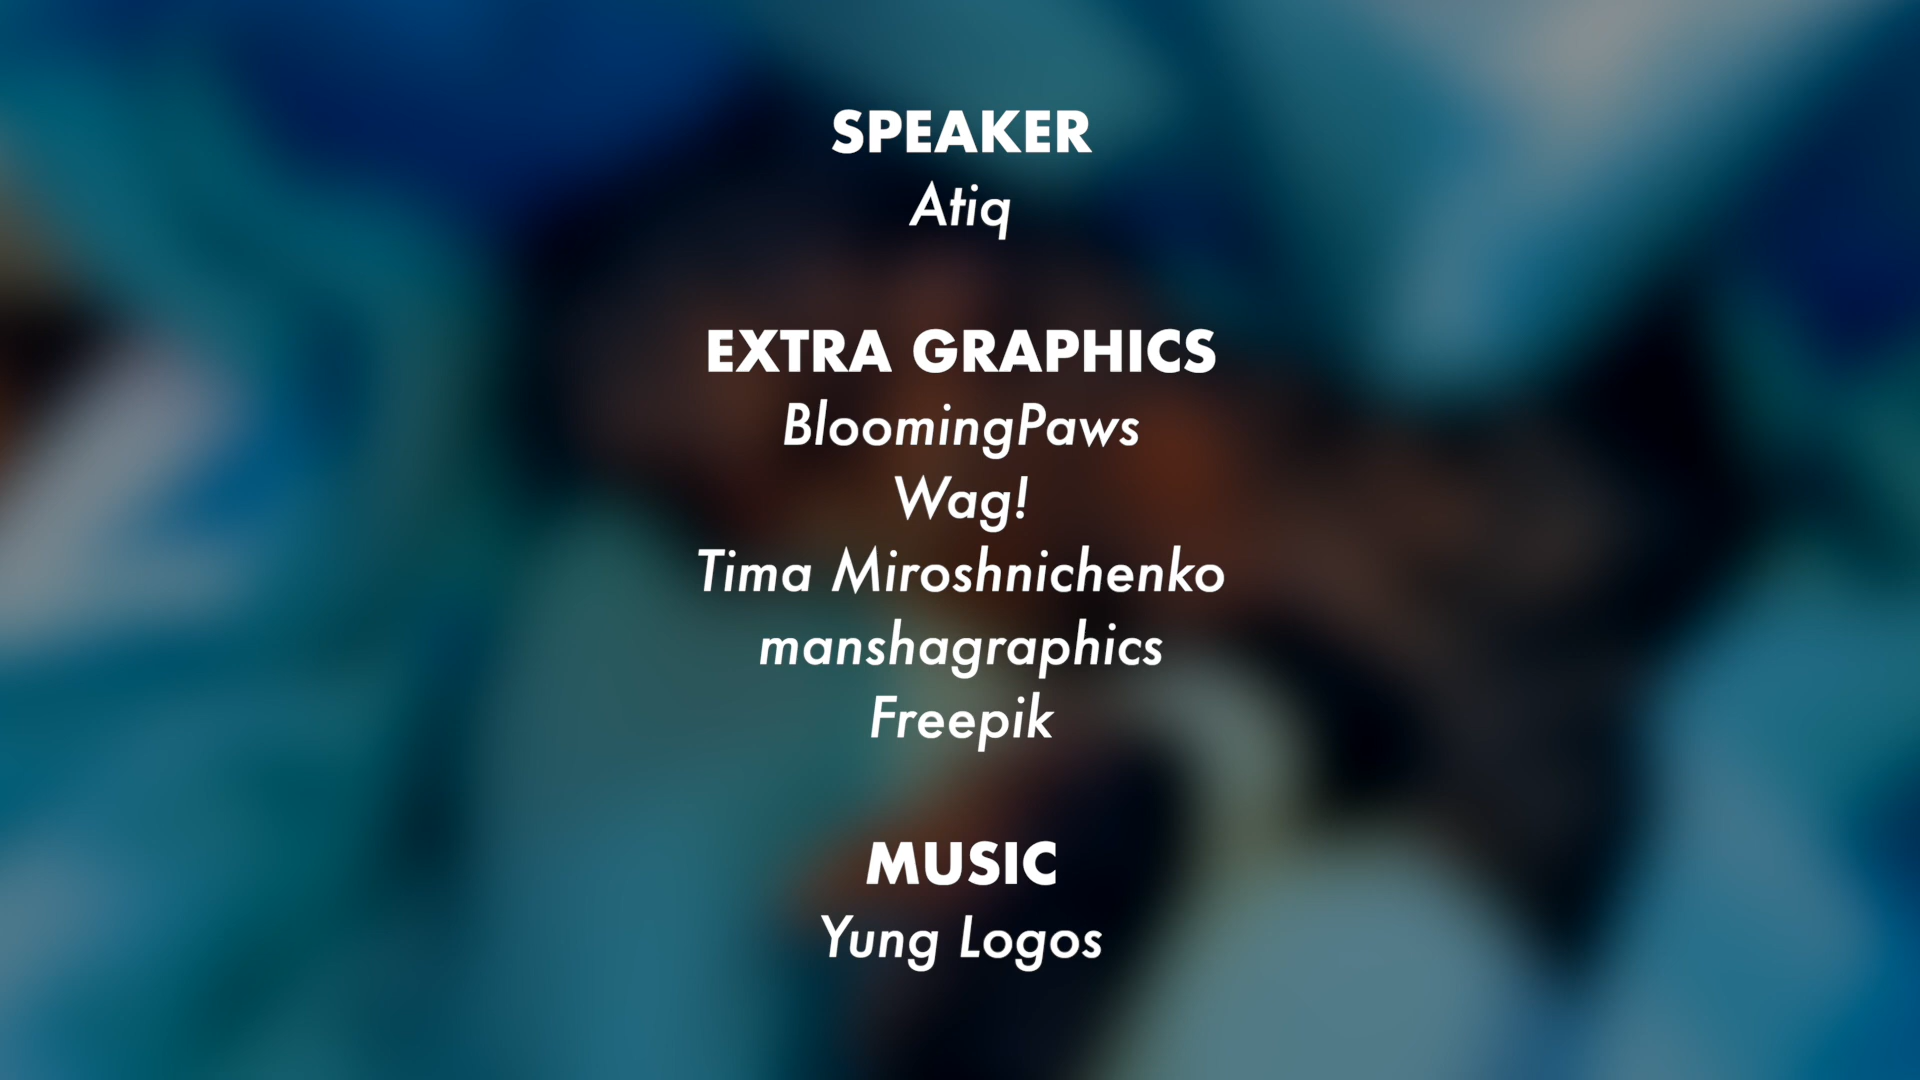 SPEAKER
Atiq
EXTRA GRAPHICS
BloomingPaws
Wag!
Tima Miroshnichenko
manshagraphics
Freepik
MUSIC
Yung Logos